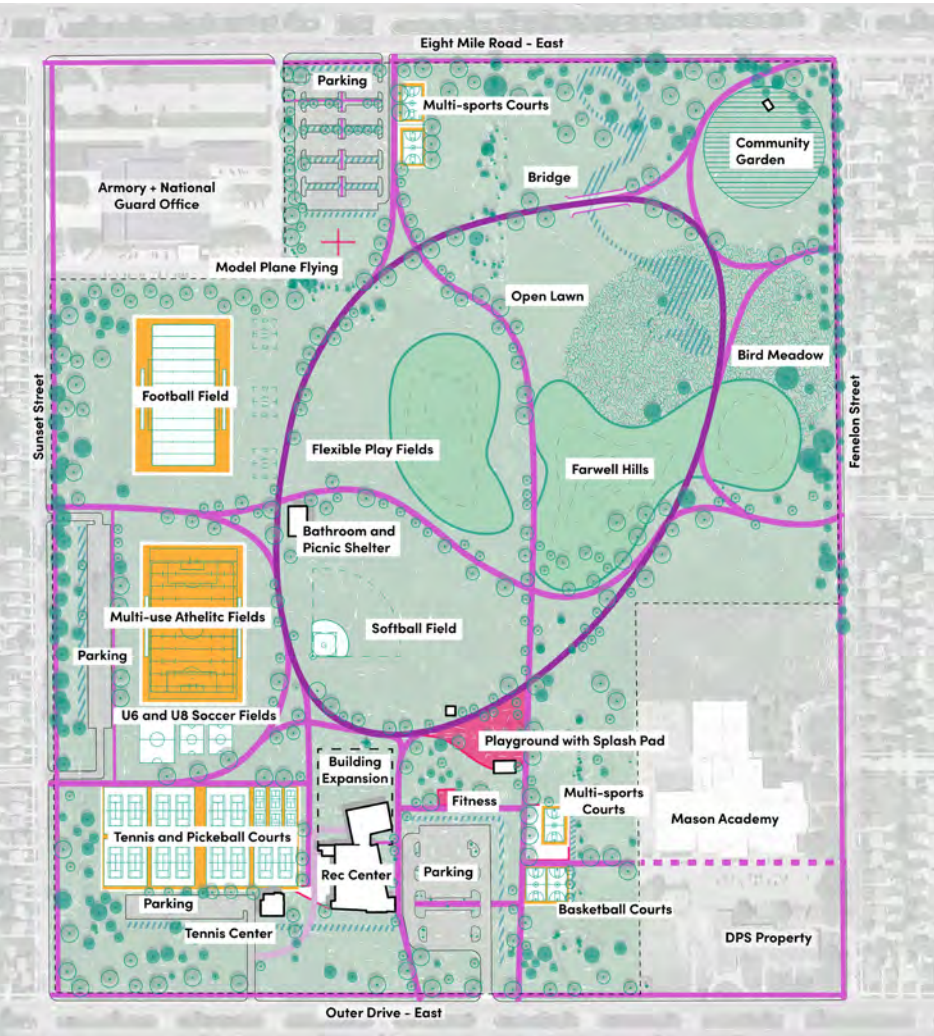 Eight Mile Road - East
Parking
Multi-sports Courts
Community
Garden
Bridge
Armory + National
Guard Office
Model Plane Flying
Open Lawn
Bird Meadow
Football Field
Sunset Street
Fenelon Street
Flexible Play Fields
Farwell Hills
Bathroom and
Picnic Shelter
Multi-use Athelitc Fields
Softball Field
Parking
U6 and U8 Soccer Fields
Playground with Splash Pad
Building
Expansion
Multi-sports
Courts
Fitness
Mason Academy
Tennis and Pickeball Courts
Rec Center
Parking
Parking
Basketball Courts
Tennis Center
DPS Property
Outer Drive - East